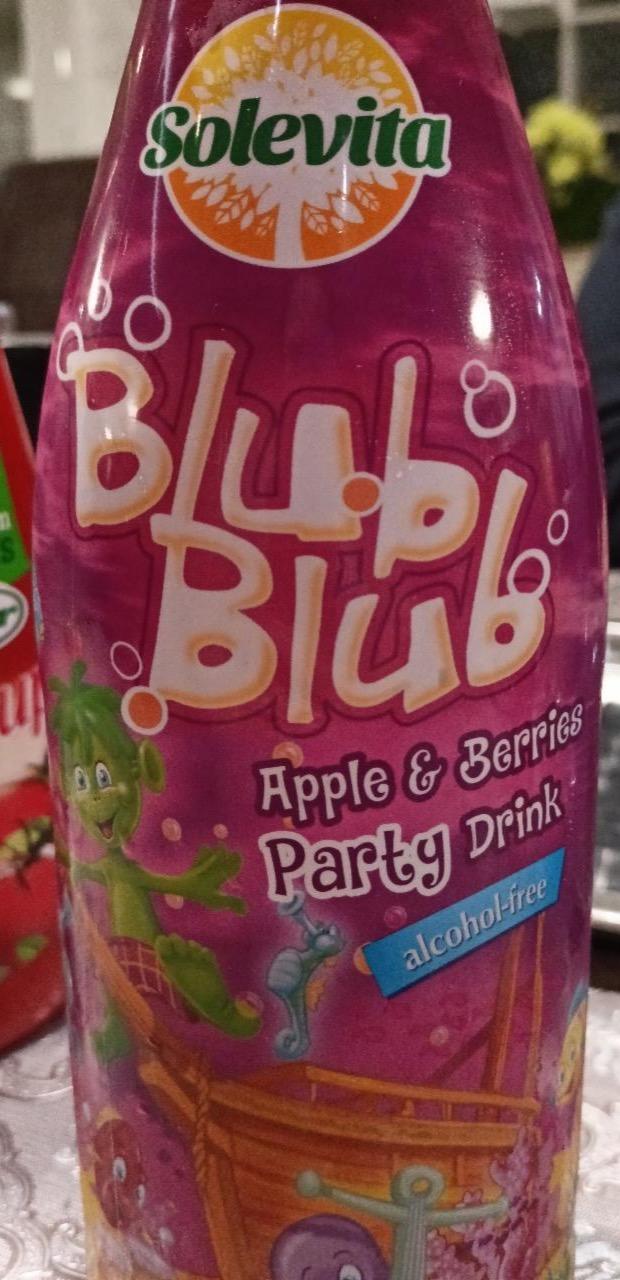 Solevita
Blub
Blub
Apple & Berries
Party Drink
alcohol-free